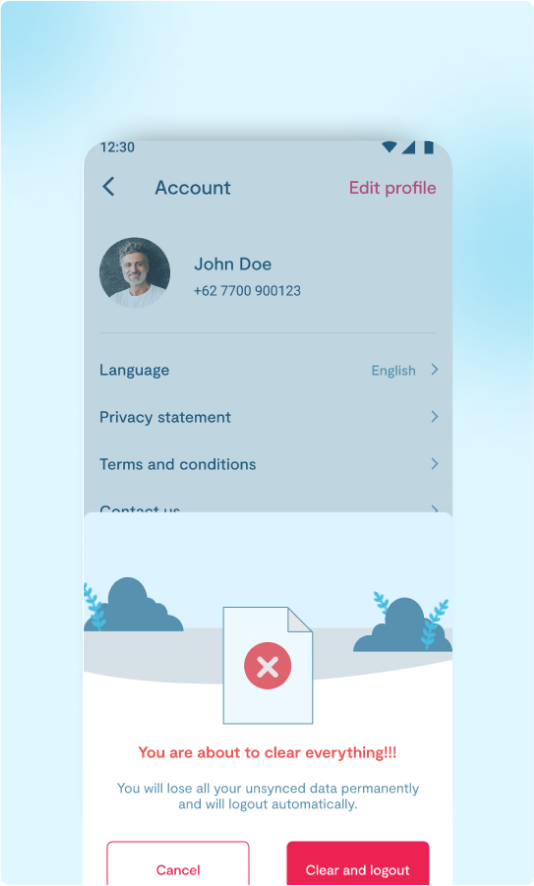 12:30
Account
Edit profile
John Doe
+62 7700 900123
Language
English
Privacy statement
Terms and conditions
Contact us
You are about to clear everything!!!
You will lose all your unsynced data permanently
and will logout automatically.
Cancel
Clear and logout